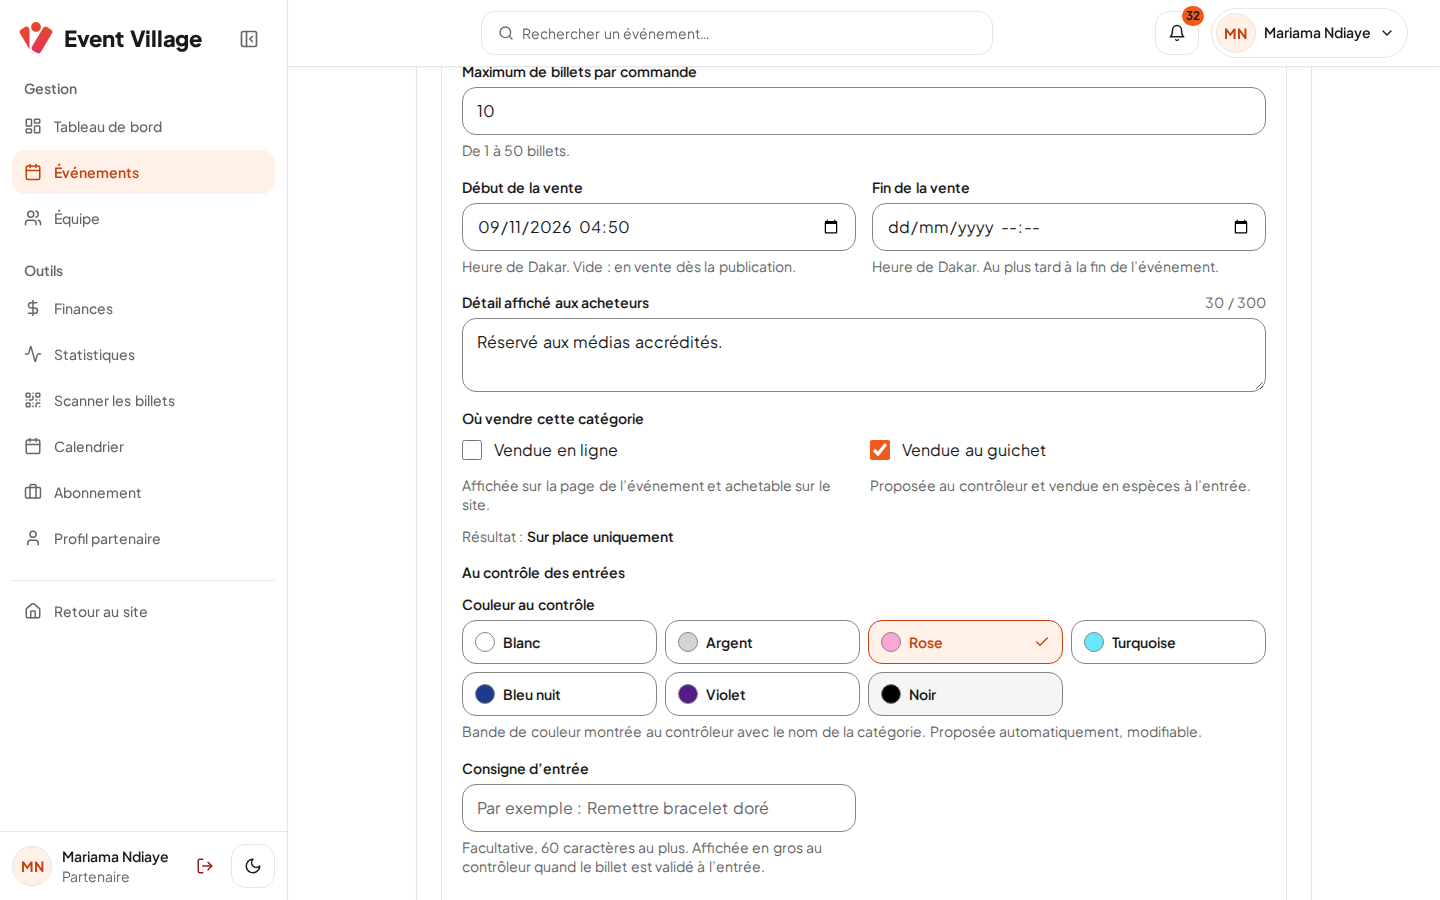 Event Village
Gestion
Tableau de bord
Événements
Équipe
Outils
Finances
Statistiques
Scanner les billets
Calendrier
Abonnement
Profil partenaire
Retour au site
MN
Mariama Ndiaye
Partenaire
Rechercher un événement…
32
MN
Mariama Ndiaye
Maximum de billets par commande
10
De 1 à 50 billets.
Début de la vente
Fin de la vente
09/11/2026 04:50
dd/mm/yyyy --:--
Heure de Dakar. Vide : en vente dès la publication.
Heure de Dakar. Au plus tard à la fin de l’événement.
Détail affiché aux acheteurs
30 / 300
Réservé aux médias accrédités.
Où vendre cette catégorie
Vendue en ligne
Vendue au guichet
Affichée sur la page de l’événement et achetable sur le
site.
Proposée au contrôleur et vendue en espèces à l’entrée.
Résultat : Sur place uniquement
Au contrôle des entrées
Couleur au contrôle
Blanc
Argent
Rose
Turquoise
Bleu nuit
Violet
Noir
Bande de couleur montrée au contrôleur avec le nom de la catégorie. Proposée automatiquement, modifiable.
Consigne d’entrée
Par exemple : Remettre bracelet doré
Facultative, 60 caractères au plus. Affichée en gros au
contrôleur quand le billet est validé à l’entrée.